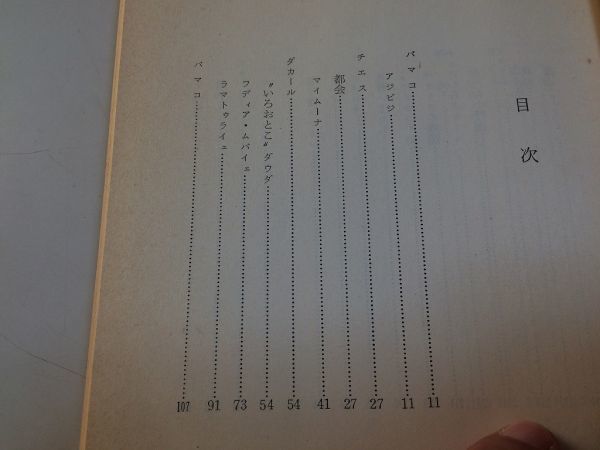 目次
バマコ……11
アジビジ……11
チエス……27
都会……27
マイムーナ……41
ダカール……54
“いろおとこ”ダウダ……54
フディア・ムバイェ……73
ラマトゥライェ……91
バマコ……107